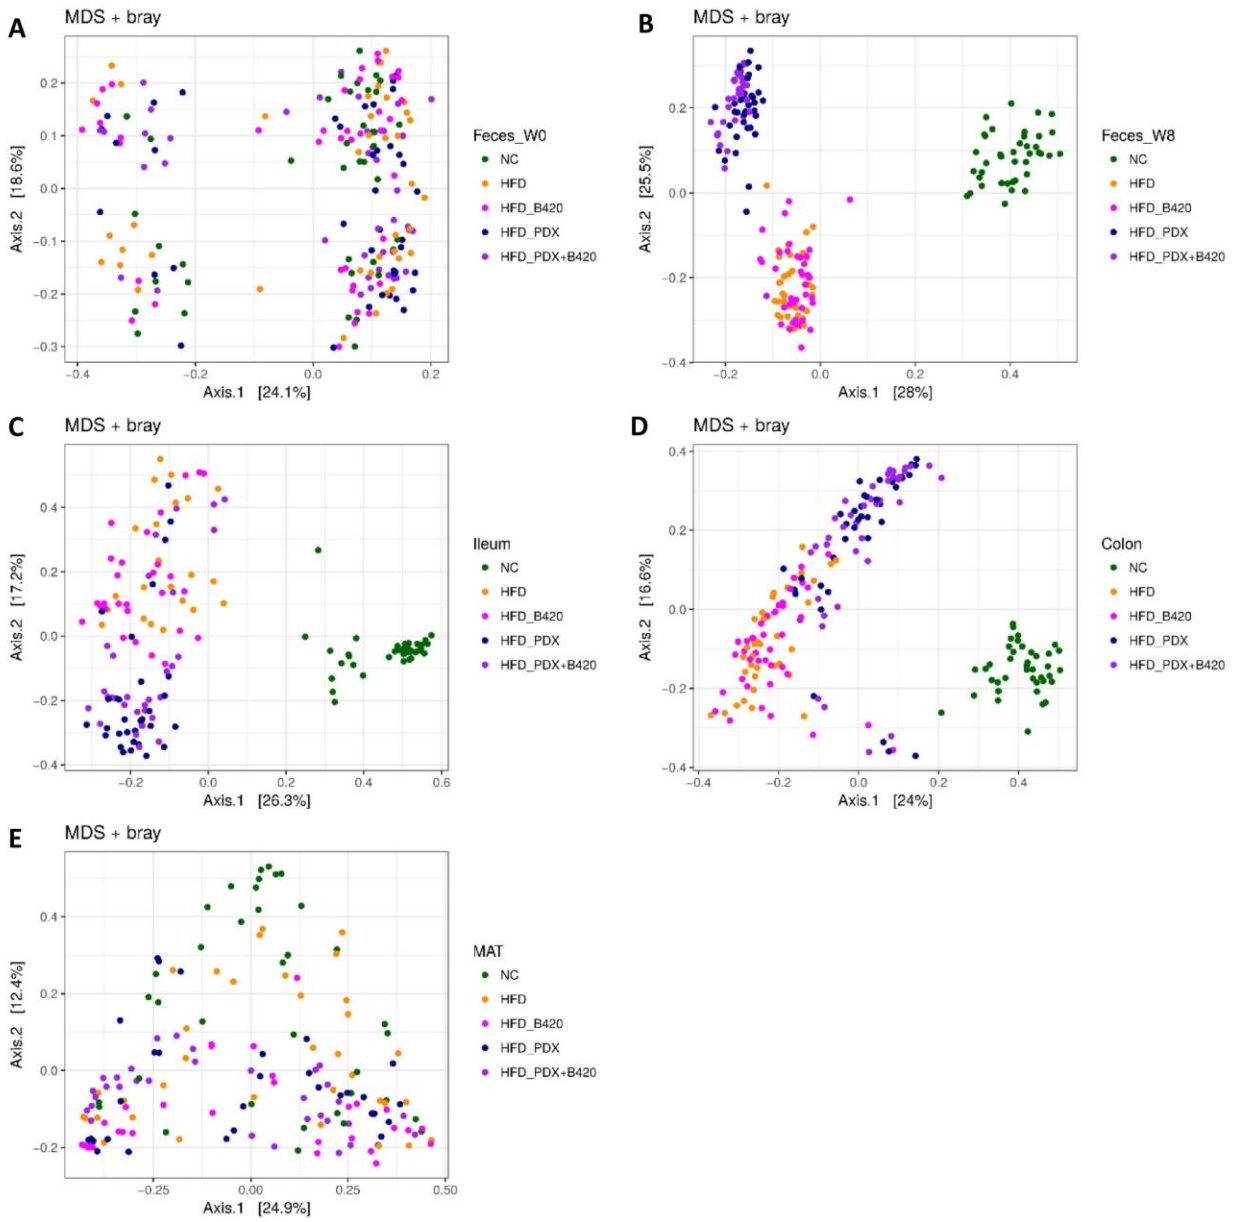 A
MDS + bray
Axis.2 [18.6%]
0.2
0.1
0.0
−0.1
−0.2
−0.3
−0.4
−0.2
0.0
0.2
Axis.1 [24.1%]
Feces_W0
NC
HFD
HFD_B420
HFD_PDX
HFD_PDX+B420
B
MDS + bray
Axis.2 [25.5%]
0.2
0.0
−0.2
−0.4
−0.2
0.0
0.2
0.4
Axis.1 [28%]
Feces_W8
NC
HFD
HFD_B420
HFD_PDX
HFD_PDX+B420
C
MDS + bray
Axis.2 [17.2%]
0.4
0.2
0.0
−0.2
−0.4
−0.2
0.0
0.2
0.4
0.6
Axis.1 [26.3%]
Ileum
NC
HFD
HFD_B420
HFD_PDX
HFD_PDX+B420
D
MDS + bray
Axis.2 [16.6%]
0.4
0.2
0.0
−0.2
−0.4
−0.4
−0.2
0.0
0.2
0.4
Axis.1 [24%]
Colon
NC
HFD
HFD_B420
HFD_PDX
HFD_PDX+B420
E
MDS + bray
Axis.2 [12.4%]
0.4
0.2
0.0
−0.2
−0.25
0.00
0.25
0.50
Axis.1 [24.9%]
MAT
NC
HFD
HFD_B420
HFD_PDX
HFD_PDX+B420